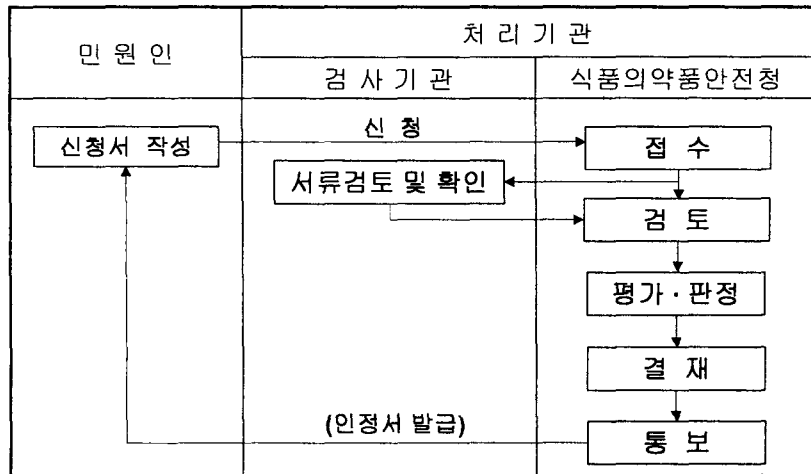 민 원 인
처 리 기 관
검 사 기 관
식품의약품안전청
신청서 작성
신 청
접 수
서류검토 및 확인
검 토
평가·판정
결 재
(인정서 발급)
통 보